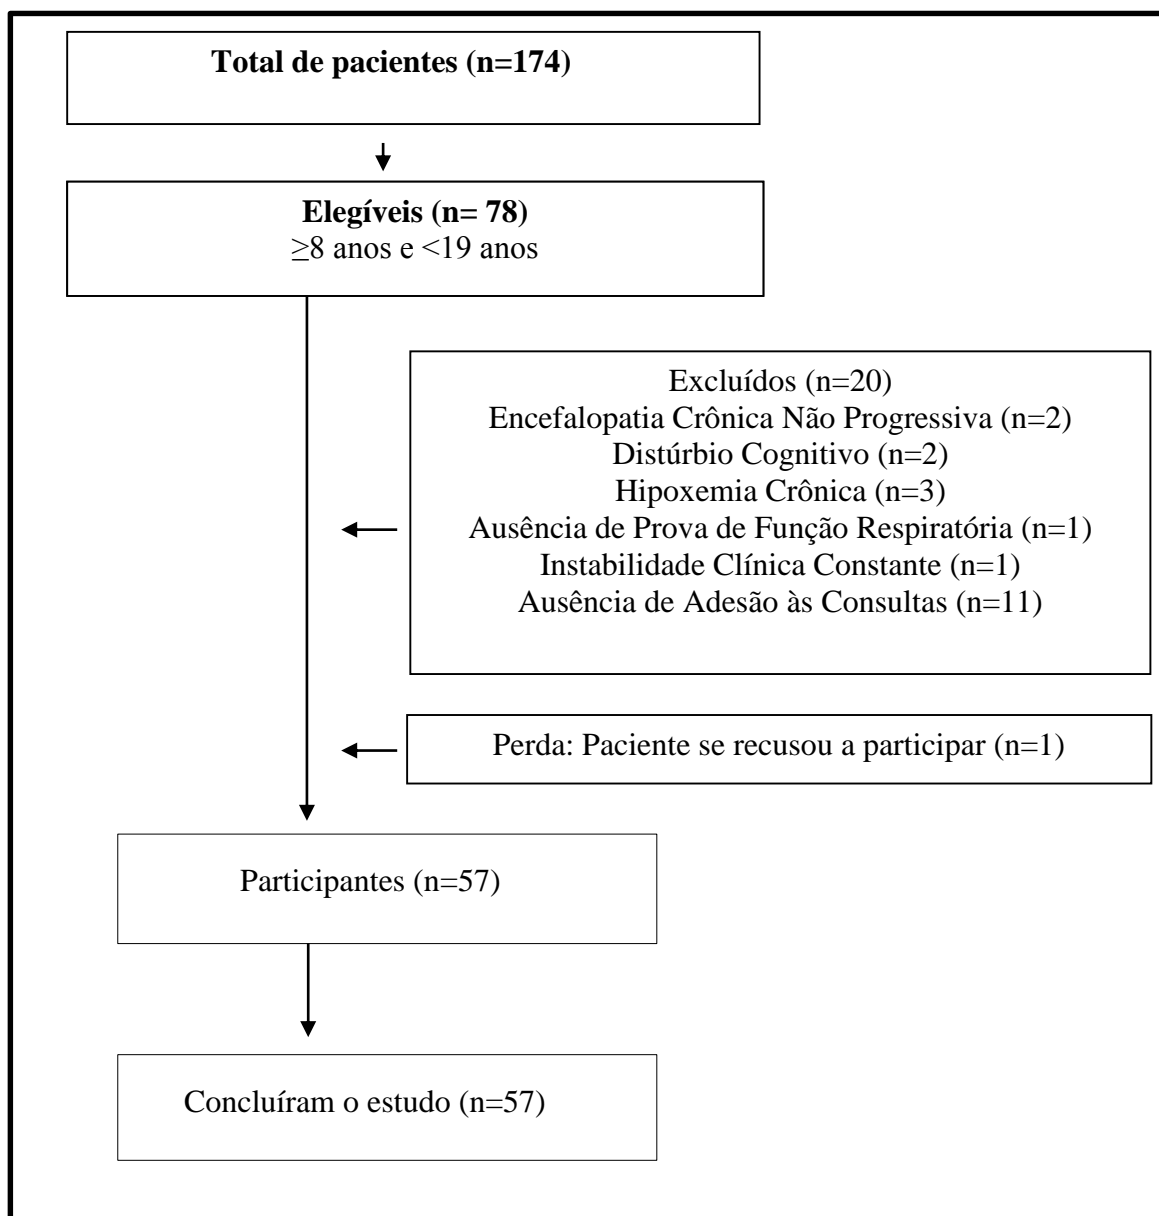 Total de pacientes (n=174)
Elegíveis (n= 78)
≥8 anos e <19 anos
Excluídos (n=20)
Encefalopatia Crônica Não Progressiva (n=2)
Distúrbio Cognitivo (n=2)
Hipoxemia Crônica (n=3)
Ausência de Prova de Função Respiratória (n=1)
Instabilidade Clínica Constante (n=1)
Ausência de Adesão às Consultas (n=11)
Perda: Paciente se recusou a participar (n=1)
Participantes (n=57)
Concluíram o estudo (n=57)